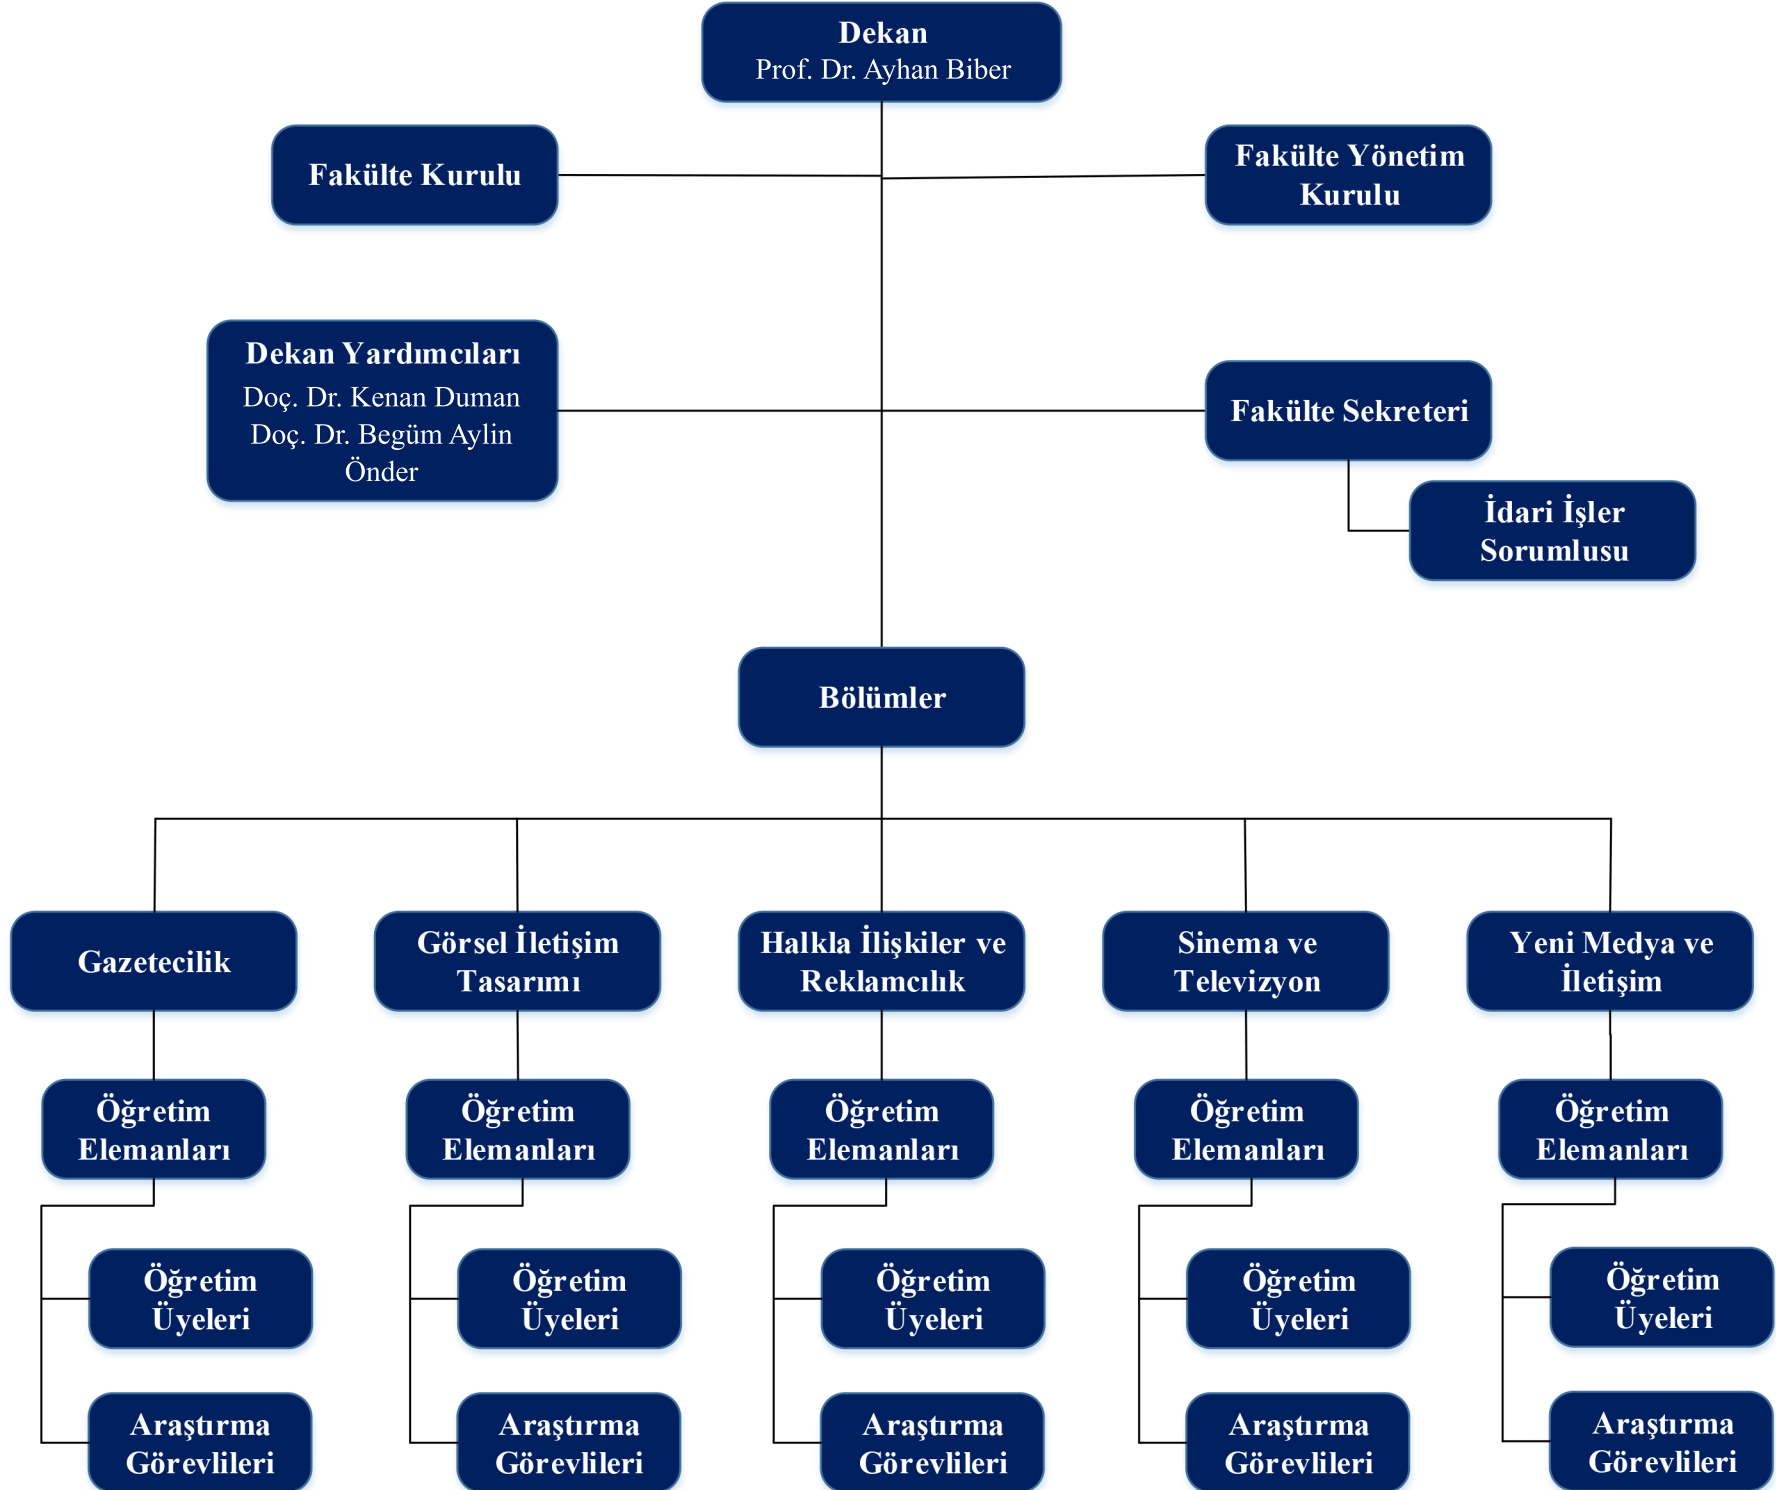 Dekan
Prof. Dr. Ayhan Biber
Fakülte Kurulu
Fakülte Yönetim
Kurulu
Dekan Yardımcıları
Doç. Dr. Kenan Duman
Doç. Dr. Begüm Aylin
Önder
Fakülte Sekreteri
İdari İşler
Sorumlusu
Bölümler
Gazetecilik
Görsel İletişim
Tasarımı
Halkla İlişkiler ve
Reklamcılık
Sinema ve
Televizyon
Yeni Medya ve
İletişim
Öğretim
Elemanları
Öğretim
Elemanları
Öğretim
Elemanları
Öğretim
Elemanları
Öğretim
Elemanları
Öğretim
Üyeleri
Öğretim
Üyeleri
Öğretim
Üyeleri
Öğretim
Üyeleri
Öğretim
Üyeleri
Araştırma
Görevlileri
Araştırma
Görevlileri
Araştırma
Görevlileri
Araştırma
Görevlileri
Araştırma
Görevlileri